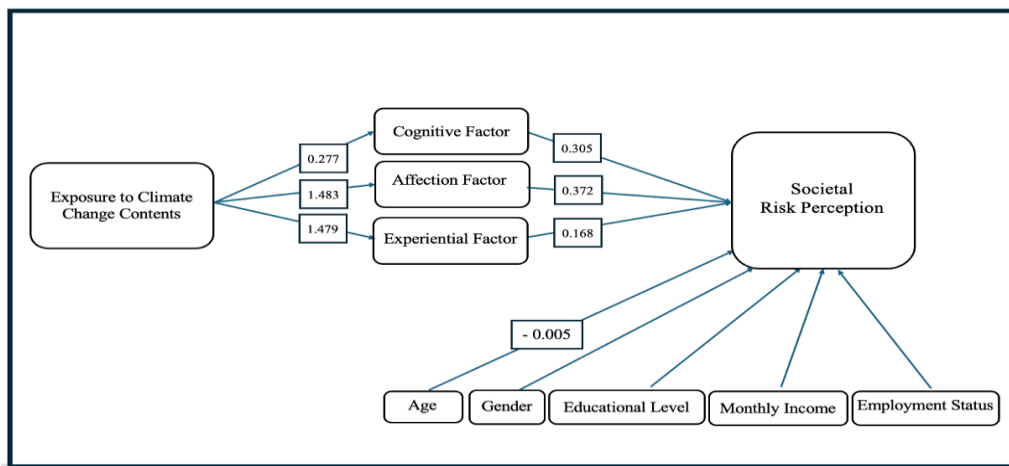 Cognitive Factor
0.277
0.305
Exposure to Climate
Change Contents
1.483
Affection Factor
0.372
Societal
Risk Perception
1.479
Experiential Factor
0.168
- 0.005
Age
Gender
Educational Level
Monthly Income
Employment Status